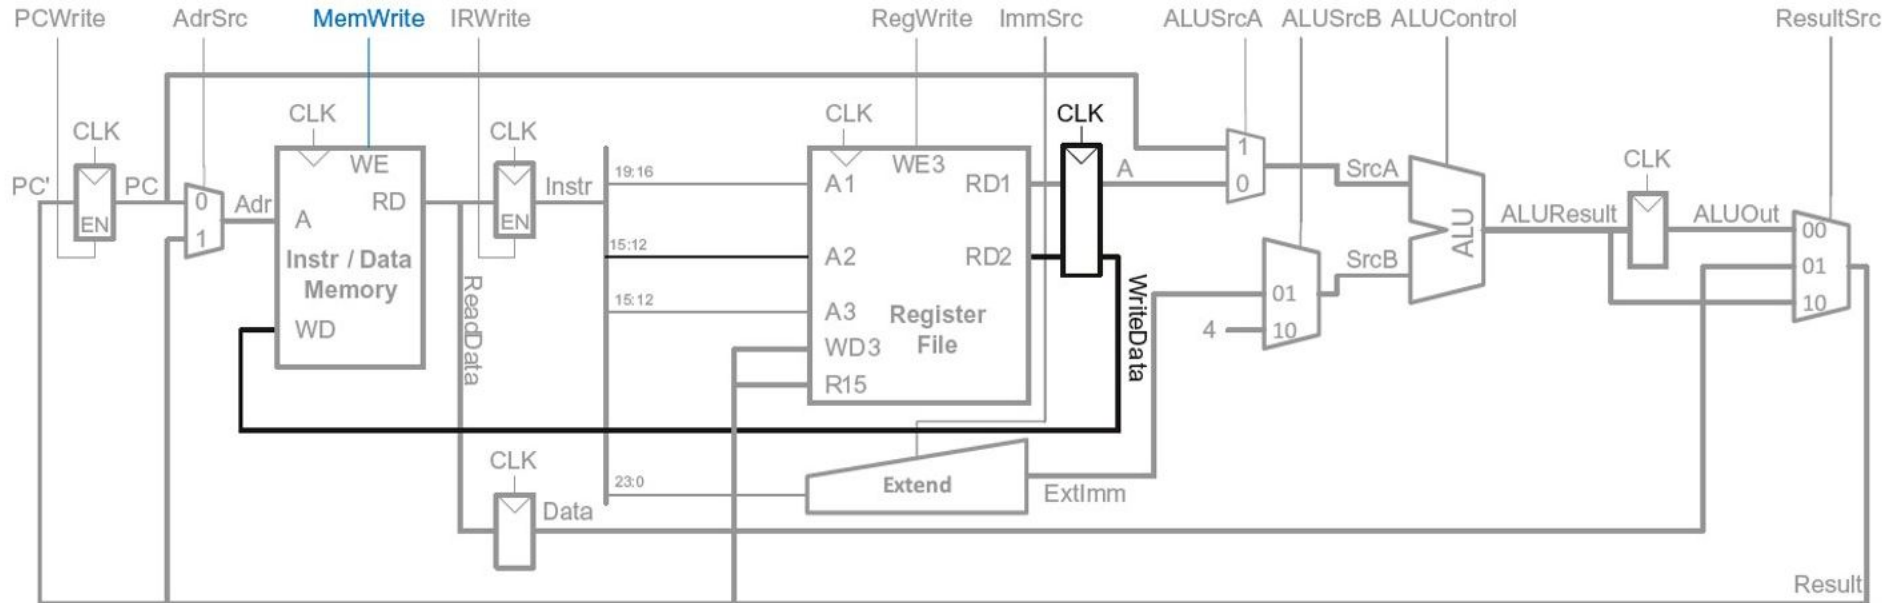 PCWrite AdrSrc MemWrite IRWrite RegWrite ImmSrc ALUSrcA ALUSrcB ALUControl ResultSrc
CLK CLK CLK CLK CLK CLK
PC' EN PC
0 1 Adr
WE
A RD
Instr / Data
Memory
WD
ReadData
EN Instr
19:16
15:12
15:12
23:0
CLK Data
WE3
A1 RD1
A2 RD2
A3
WD3
R15
Register
File
Extend
ExtImm
A
WriteData
1
0
SrcA
01
4 10
SrcB
ALU
ALUResult
ALUOut
00
01
10
Result